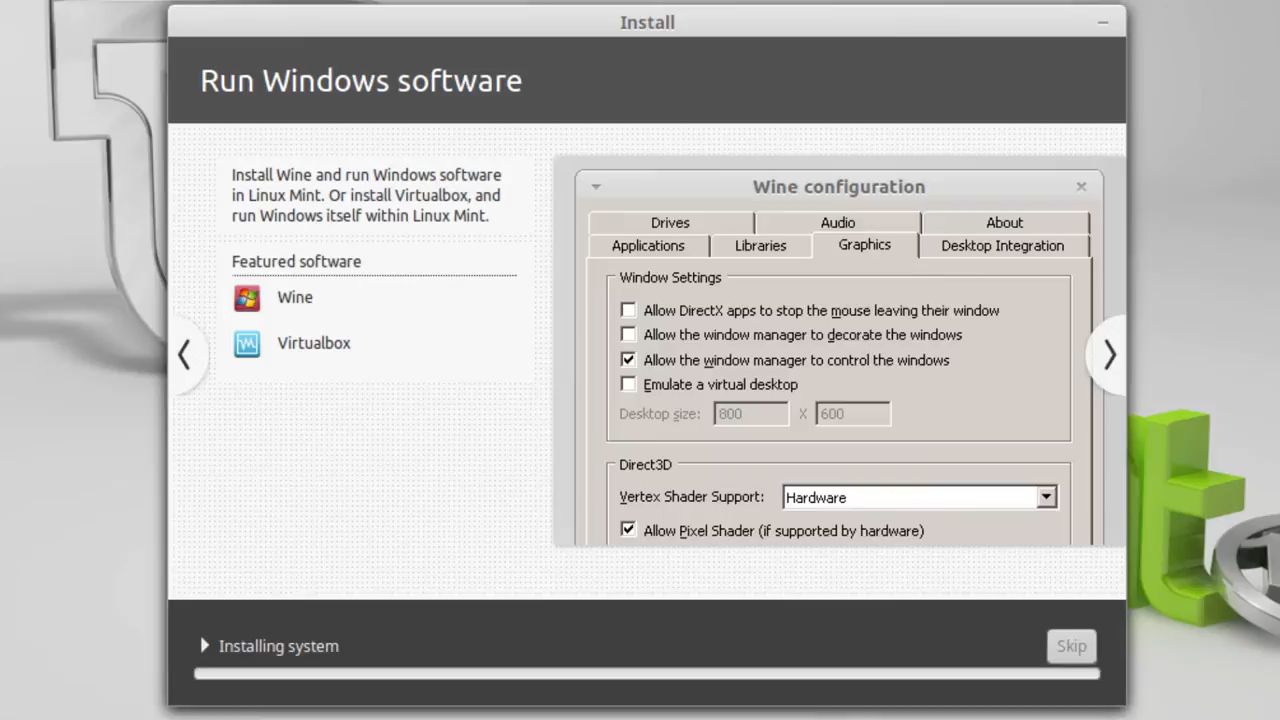 Install
Run Windows software
Install Wine and run Windows software
in Linux Mint. Or install Virtualbox, and
run Windows itself within Linux Mint.
Featured software
Wine
Virtualbox
Wine configuration
Drives Audio About
Applications Libraries Graphics Desktop Integration
Window Settings
Allow DirectX apps to stop the mouse leaving their window
Allow the window manager to decorate the windows
Allow the window manager to control the windows
Emulate a virtual desktop
Desktop size: 800 X 600
Direct3D
Vertex Shader Support: Hardware
Allow Pixel Shader (if supported by hardware)
Installing system
Skip